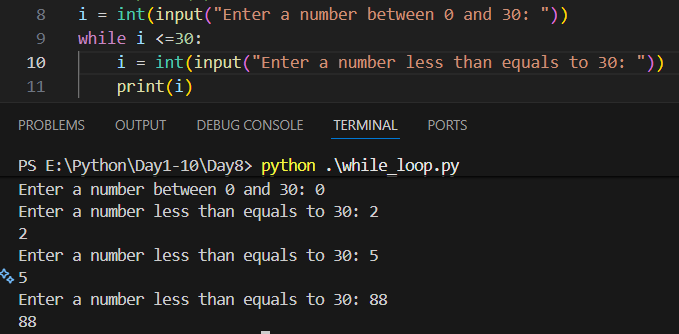 8 i = int(input("Enter a number between 0 and 30: "))
9 while i <=30:
10 i = int(input("Enter a number less than equals to 30: "))
11 print(i)
PROBLEMS OUTPUT DEBUG CONSOLE TERMINAL PORTS
PS E:\Python\Day1-10\Day8> python .\while_loop.py
Enter a number between 0 and 30: 0
Enter a number less than equals to 30: 2
2
Enter a number less than equals to 30: 5
5
Enter a number less than equals to 30: 88
88